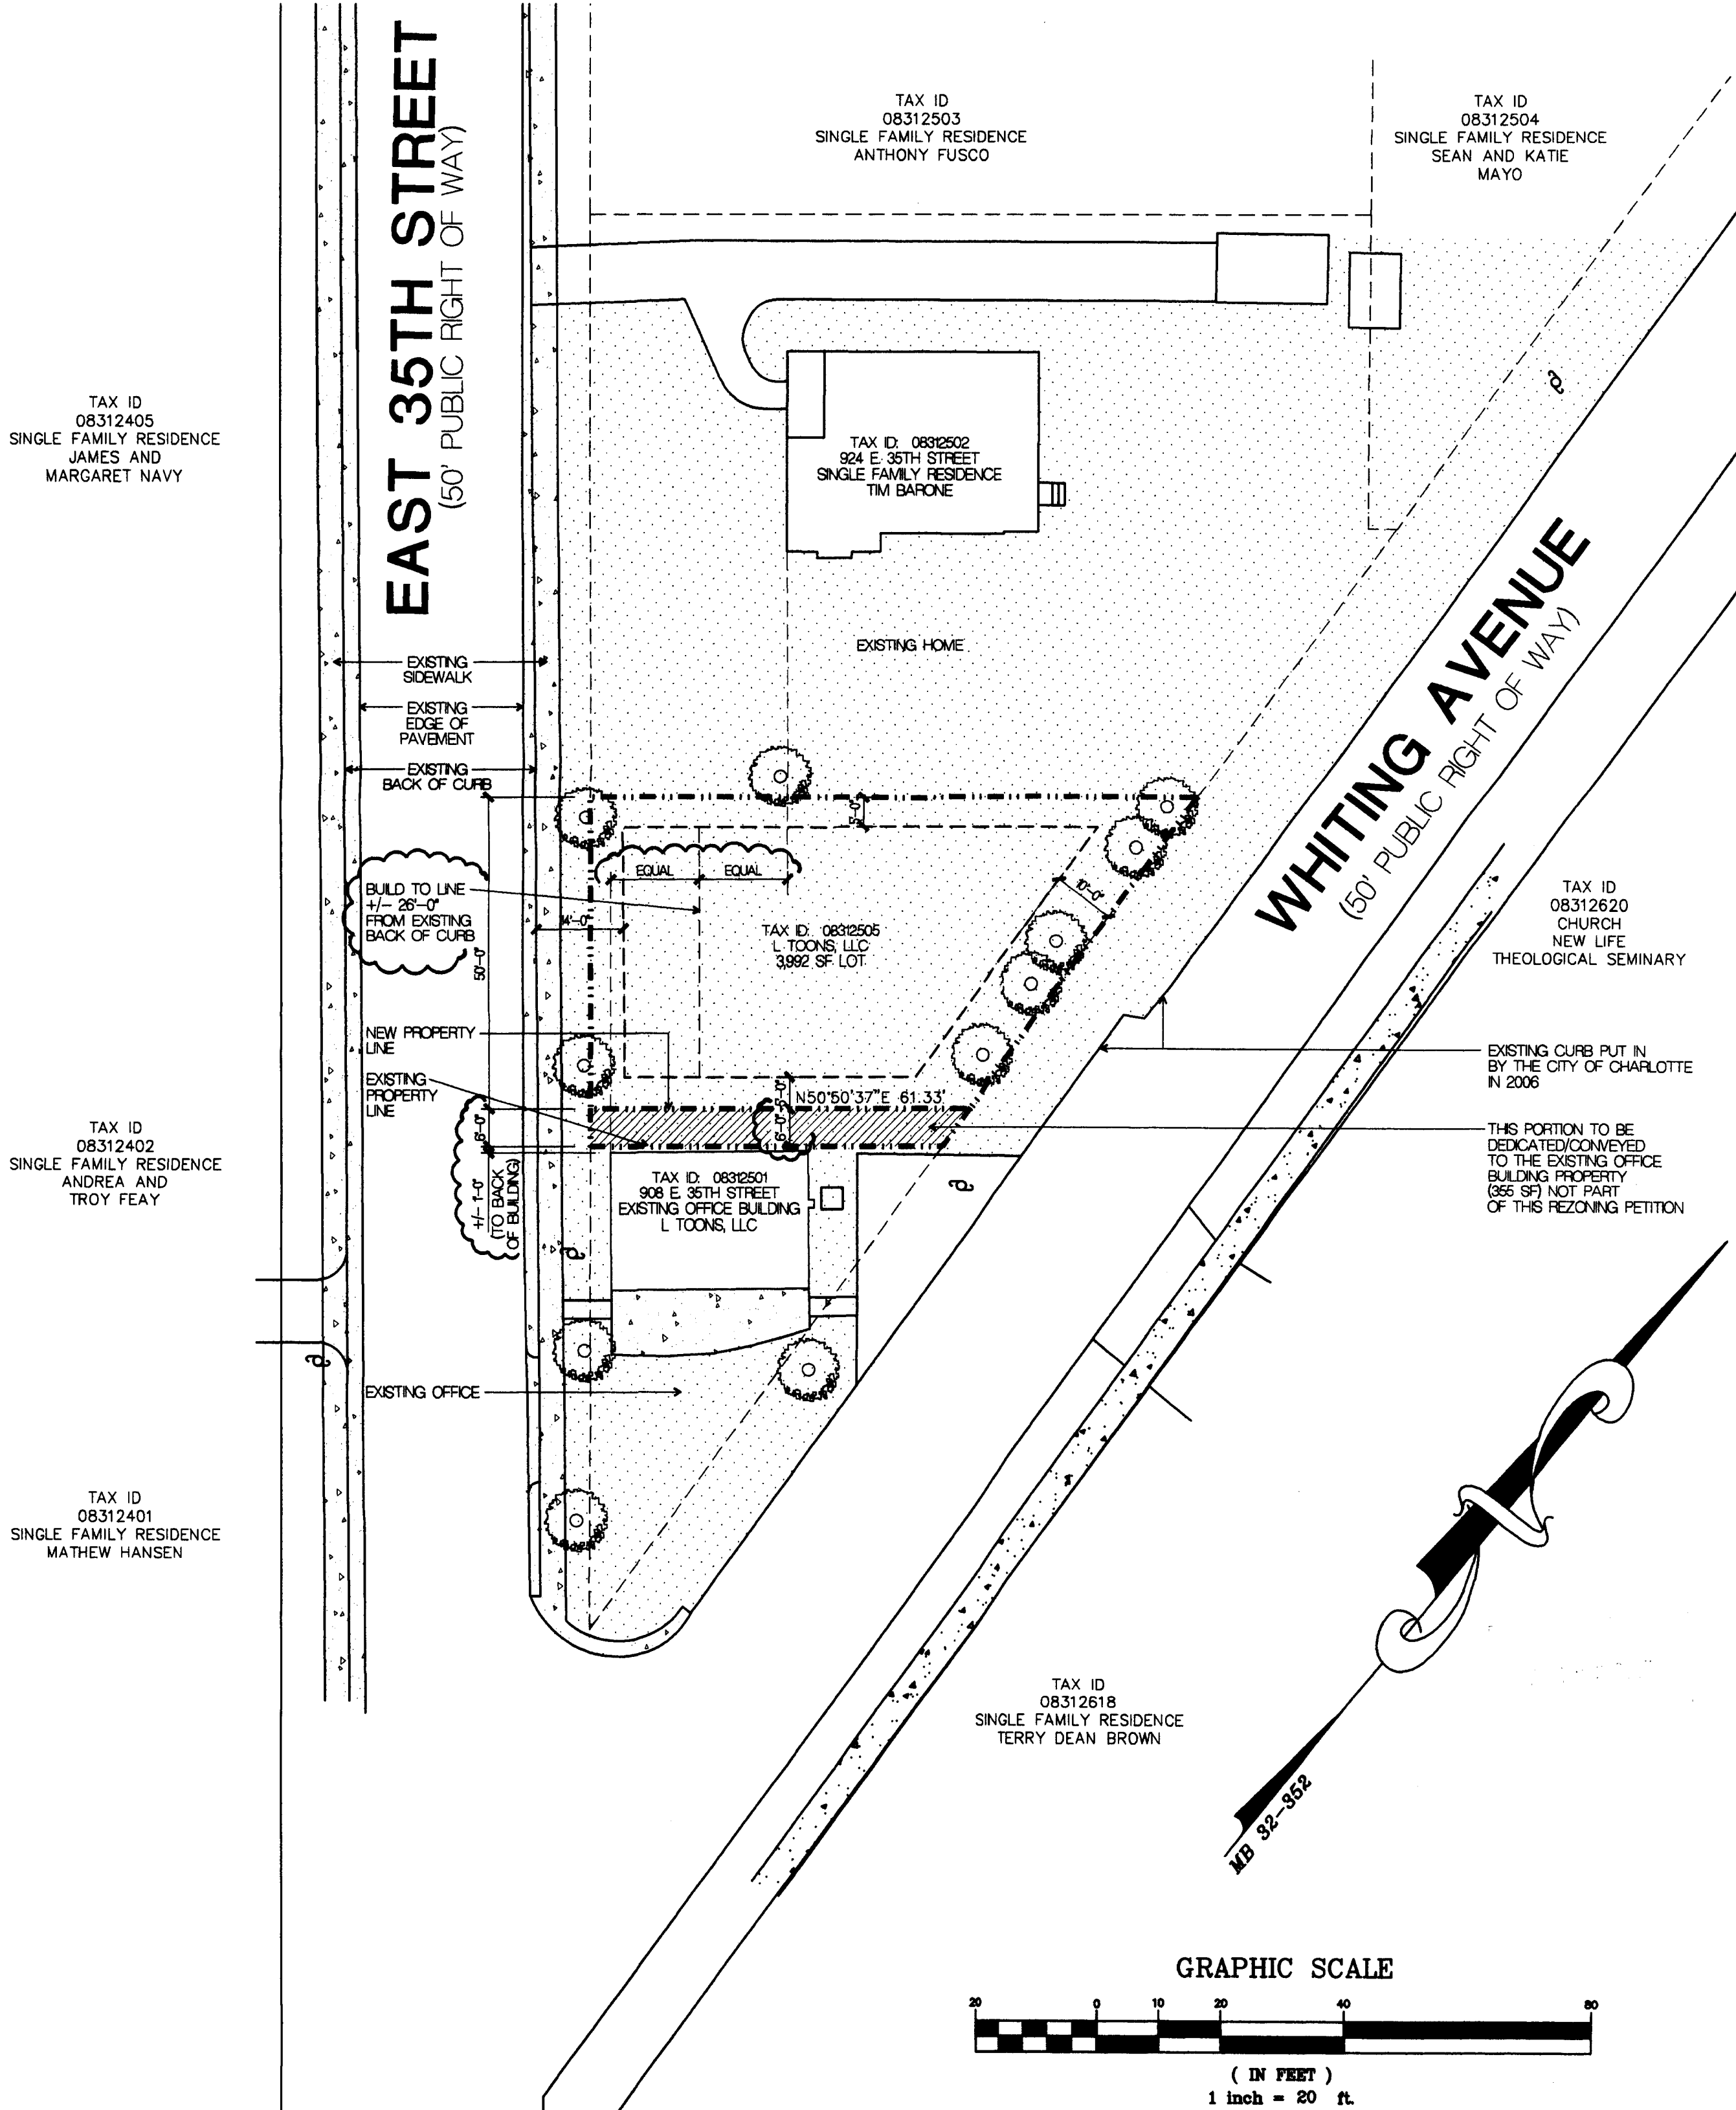 EAST 35TH STREET
(50' PUBLIC RIGHT OF WAY)
TAX ID
08312503
SINGLE FAMILY RESIDENCE
ANTHONY FUSCO
TAX ID
08312504
SINGLE FAMILY RESIDENCE
SEAN AND KATIE
MAYO
TAX ID
08312405
SINGLE FAMILY RESIDENCE
JAMES AND
MARGARET NAVY
TAX ID: 08312502
924 E. 35TH STREET
SINGLE FAMILY RESIDENCE
TIM BARONE
EXISTING HOME
WHITING AVENUE
(50' PUBLIC RIGHT OF WAY)
EXISTING
SIDEWALK
EXISTING
EDGE OF
PAVEMENT
EXISTING
BACK OF CURB
5'-0"
EQUAL
EQUAL
BUILD TO LINE
+/- 26'-0"
FROM EXISTING
BACK OF CURB
14'-0"
10'-0"
50'-0"
TAX ID: 08312505
L TOONS, LLC
3,992 SF LOT
TAX ID
08312620
CHURCH
NEW LIFE
THEOLOGICAL SEMINARY
NEW PROPERTY
LINE
EXISTING
PROPERTY
LINE
EXISTING CURB PUT IN
BY THE CITY OF CHARLOTTE
IN 2006
5'-0"
N50°50'37"E 61.33'
6'-0"
6'-0"
+/- 1'-0"
(TO BACK
OF BUILDING)
THIS PORTION TO BE
DEDICATED/CONVEYED
TO THE EXISTING OFFICE
BUILDING PROPERTY
(355 SF) NOT PART
OF THIS REZONING PETITION
TAX ID
08312402
SINGLE FAMILY RESIDENCE
ANDREA AND
TROY FEAY
TAX ID: 08312501
908 E. 35TH STREET
EXISTING OFFICE BUILDING
L TOONS, LLC
EXISTING OFFICE
TAX ID
08312401
SINGLE FAMILY RESIDENCE
MATHEW HANSEN
TAX ID
08312618
SINGLE FAMILY RESIDENCE
TERRY DEAN BROWN
MB 32-352
GRAPHIC SCALE
20 0 10 20 40 80
( IN FEET )
1 inch = 20 ft.